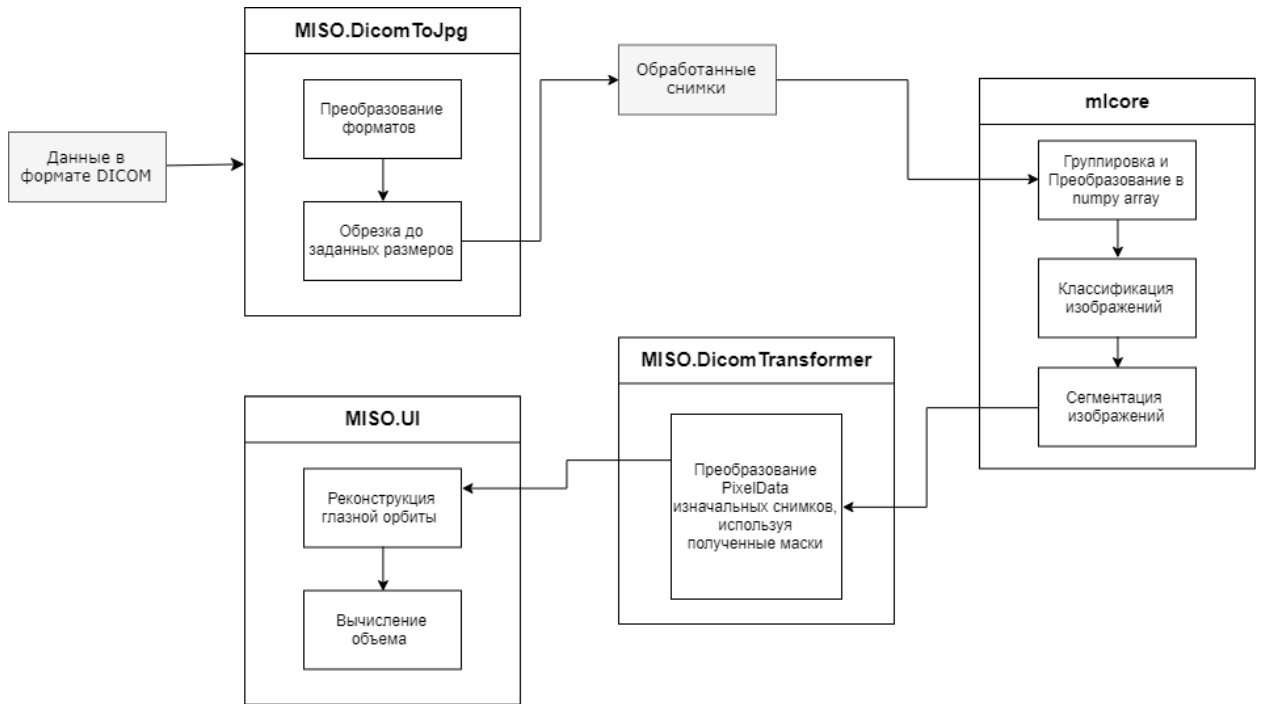 Данные в
формате DICOM
MISO.DicomToJpg
Преобразование
форматов
Обрезка до
заданных размеров
Обработанные
снимки
mlcore
Группировка и
Преобразование в
numpy array
Классификация
изображений
Сегментация
изображений
MISO.DicomTransformer
Преобразование
PixelData
изначальных снимков,
используя
полученные маски
MISO.UI
Реконструкция
глазной орбиты
Вычисление
объема